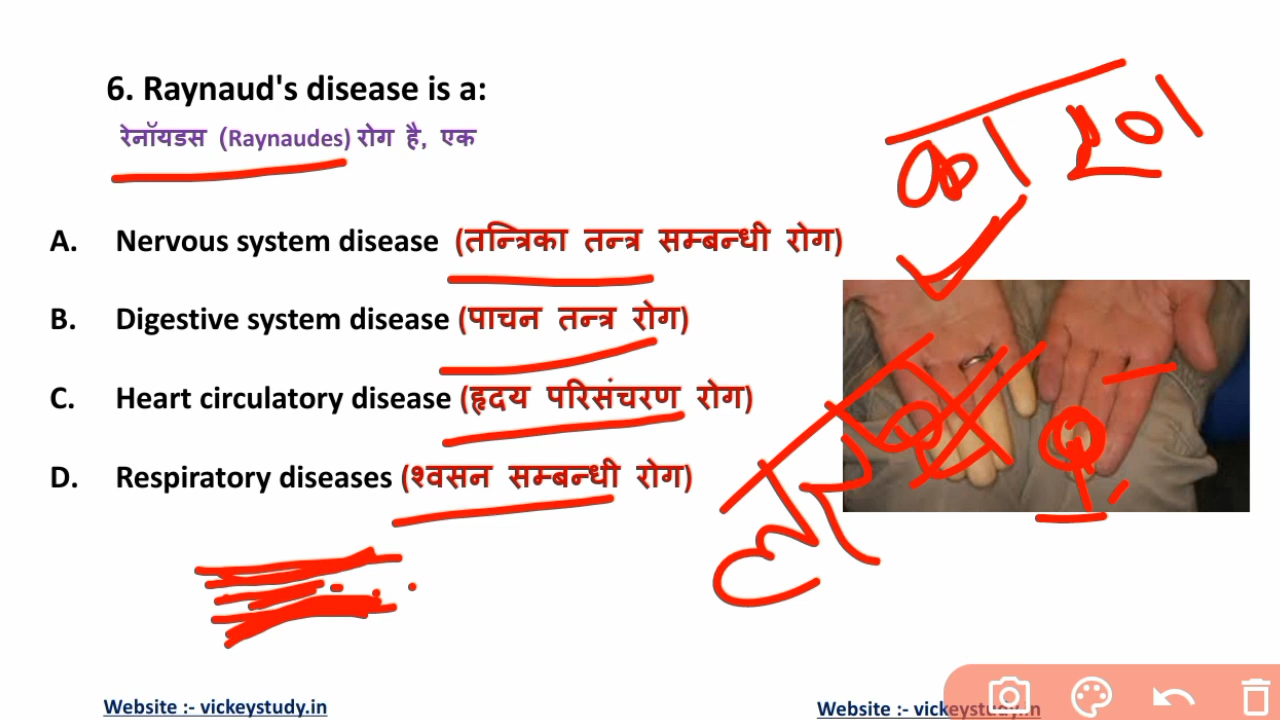 6. Raynaud's disease is a:
रेनॉयडस (Raynaudes) रोग है, एक
A. Nervous system disease (तन्त्रिका तन्त्र सम्बन्धी रोग)
B. Digestive system disease (पाचन तन्त्र रोग)
C. Heart circulatory disease (हृदय परिसंचरण रोग)
D. Respiratory diseases (श्वसन सम्बन्धी रोग)
Website :- vickeystudy.in
Website :- vickeystudy.in